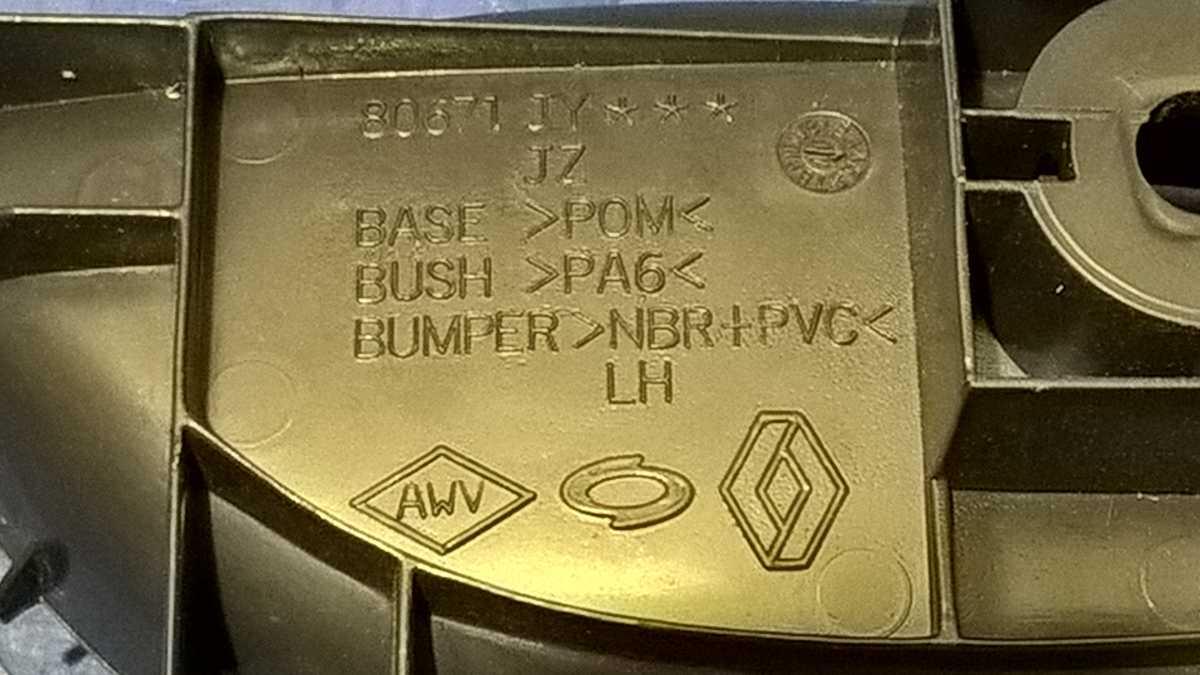 80671 JY***
JZ
BASE >POM<
BUSH >PA6<
BUMPER>NBR+PVC<
LH
AWV